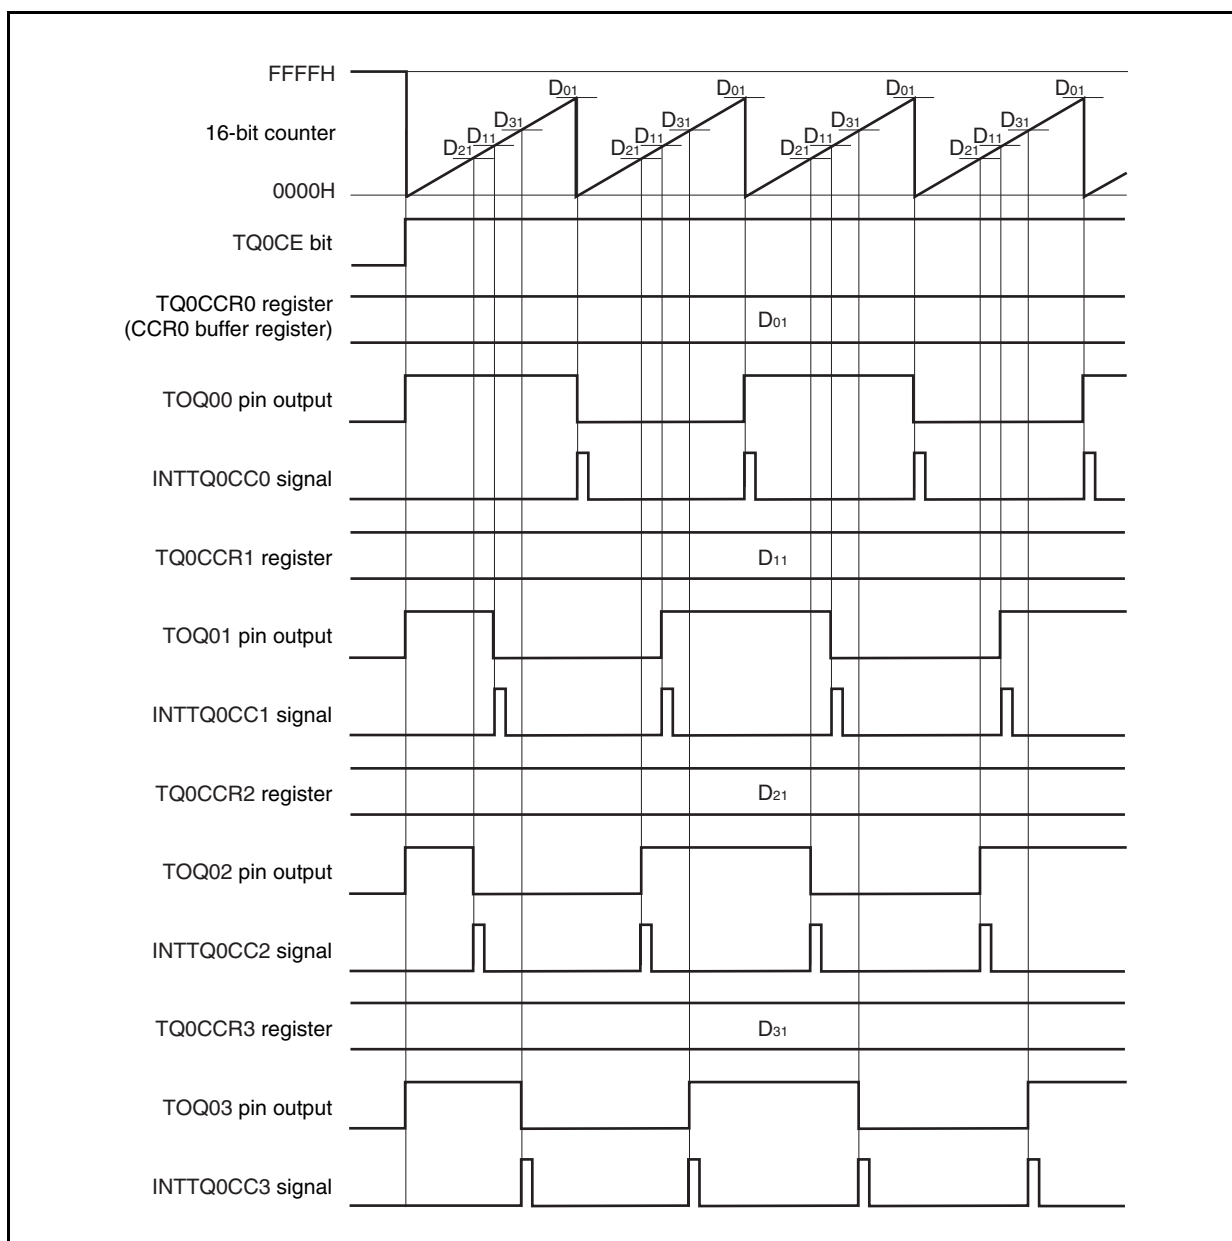 FFFFH
D01 D01 D01 D01
16-bit counter
D31 D31 D31 D31
D11 D11 D11 D11
D21 D21 D21 D21
0000H
TQ0CE bit
TQ0CCR0 register
(CCR0 buffer register)
D01
TOQ00 pin output
INTTQ0CC0 signal
TQ0CCR1 register
D11
TOQ01 pin output
INTTQ0CC1 signal
TQ0CCR2 register
D21
TOQ02 pin output
INTTQ0CC2 signal
TQ0CCR3 register
D31
TOQ03 pin output
INTTQ0CC3 signal